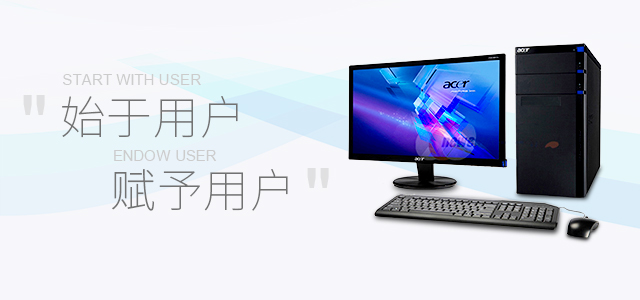 START WITH USER
" 始于用户
ENDOW USER
赋予用户 "
acer
acer
acer